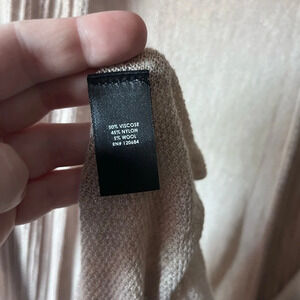 50% VISCOSE
45% NYLON
5% WOOL
RN# 120684